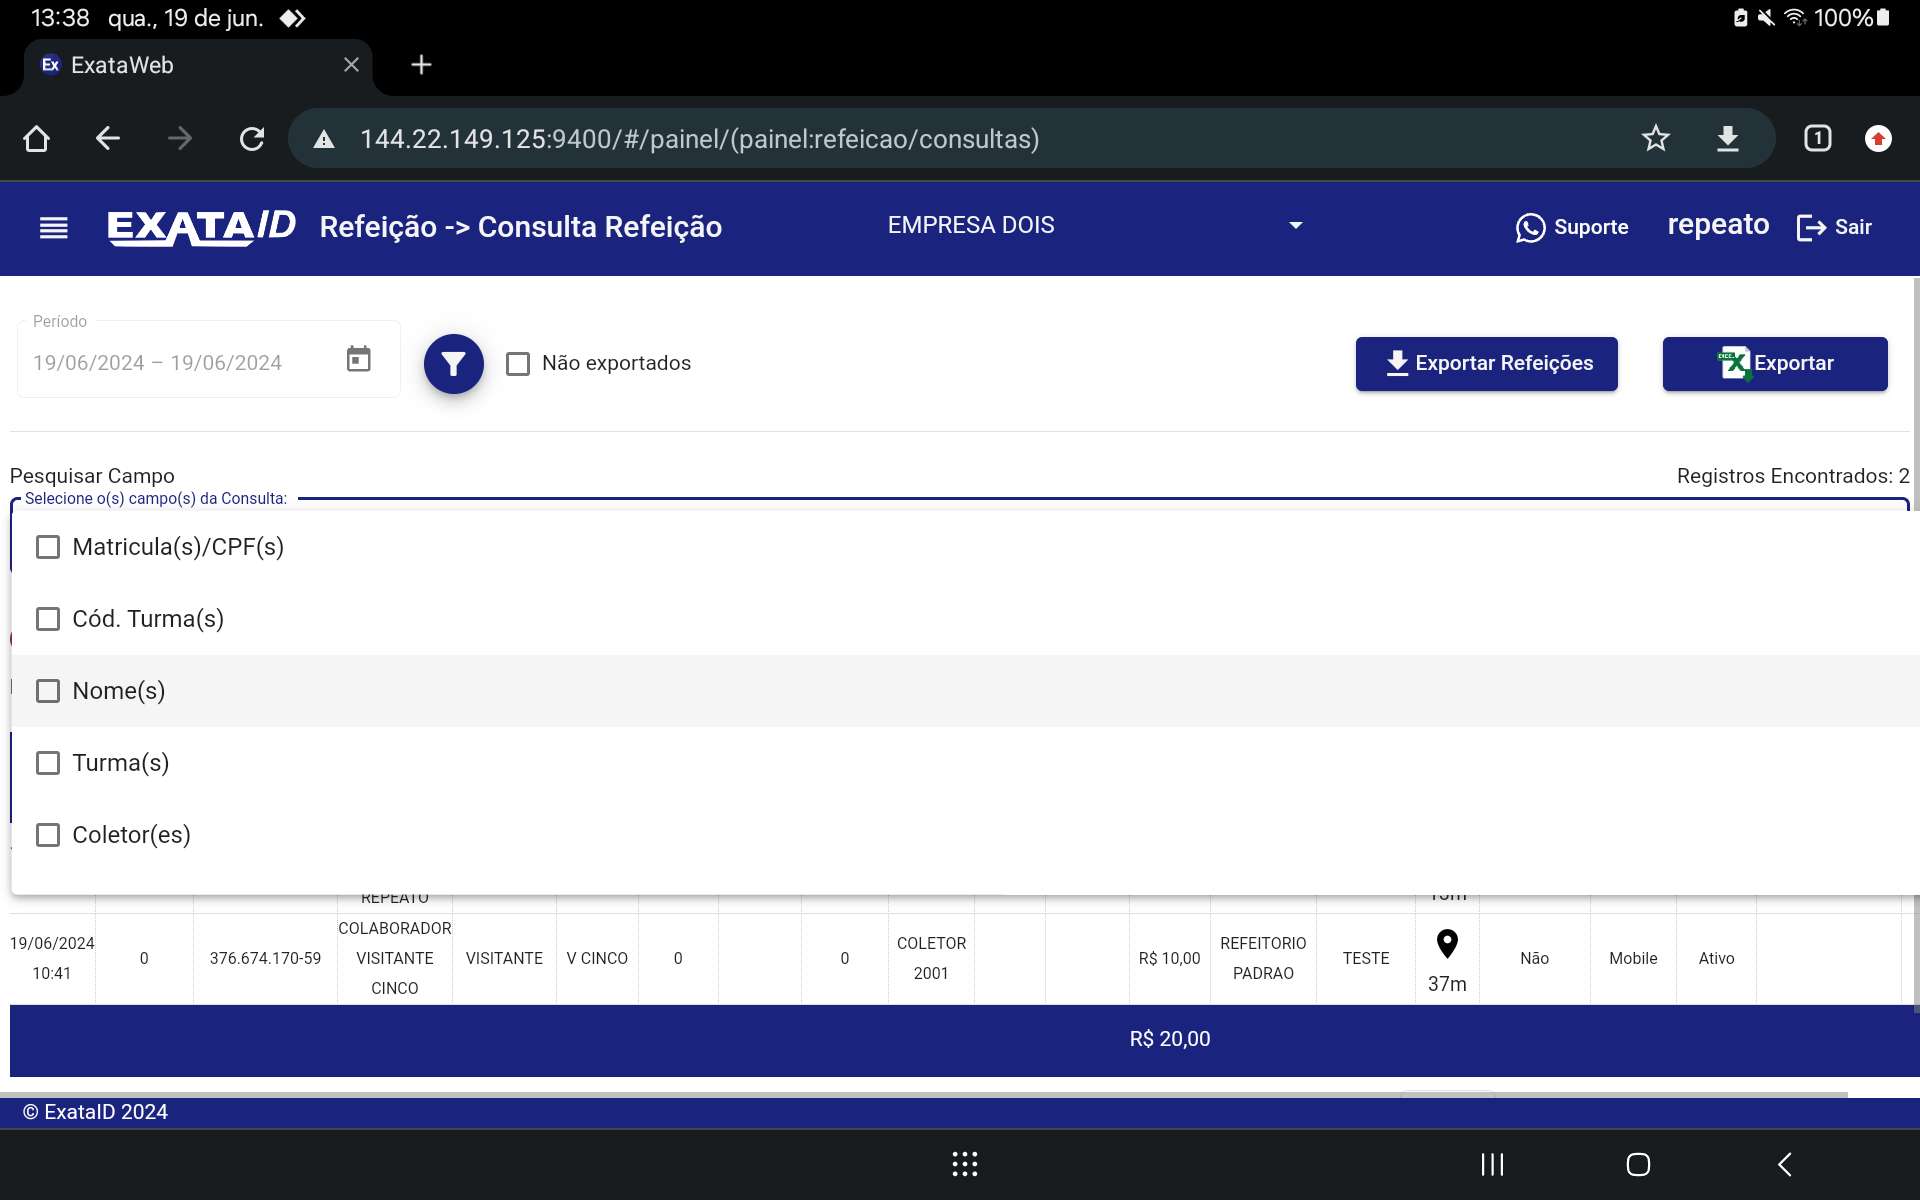 13:38 qua., 19 de jun. 100%
ExataWeb
144.22.149.125:9400/#/painel/(painel:refeicao/consultas) 1
EXATAID Refeição -> Consulta Refeição EMPRESA DOIS Suporte repeato Sair
Período
19/06/2024 – 19/06/2024 Não exportados Exportar Refeições Exportar
Pesquisar Campo Registros Encontrados: 2
Selecione o(s) campo(s) da Consulta:
Matricula(s)/CPF(s)
Cód. Turma(s)
Nome(s)
Turma(s)
Coletor(es)
REPEATO
19/06/2024 10:41 0 376.674.170-59 COLABORADOR VISITANTE CINCO VISITANTE V CINCO 0 0 COLETOR 2001 R$ 10,00 REFEITORIO PADRAO TESTE 37m Não Mobile Ativo
R$ 20,00
© ExataID 2024